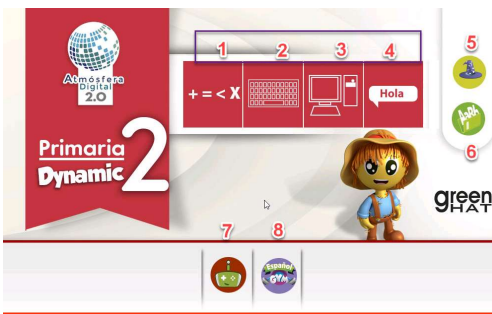 1 2 3 4
5
Atmósfera
Digital
2.0
+ = < X
Hola
6
Primaria
Dynamic 2
green
HAT
7 8
Español
GYM